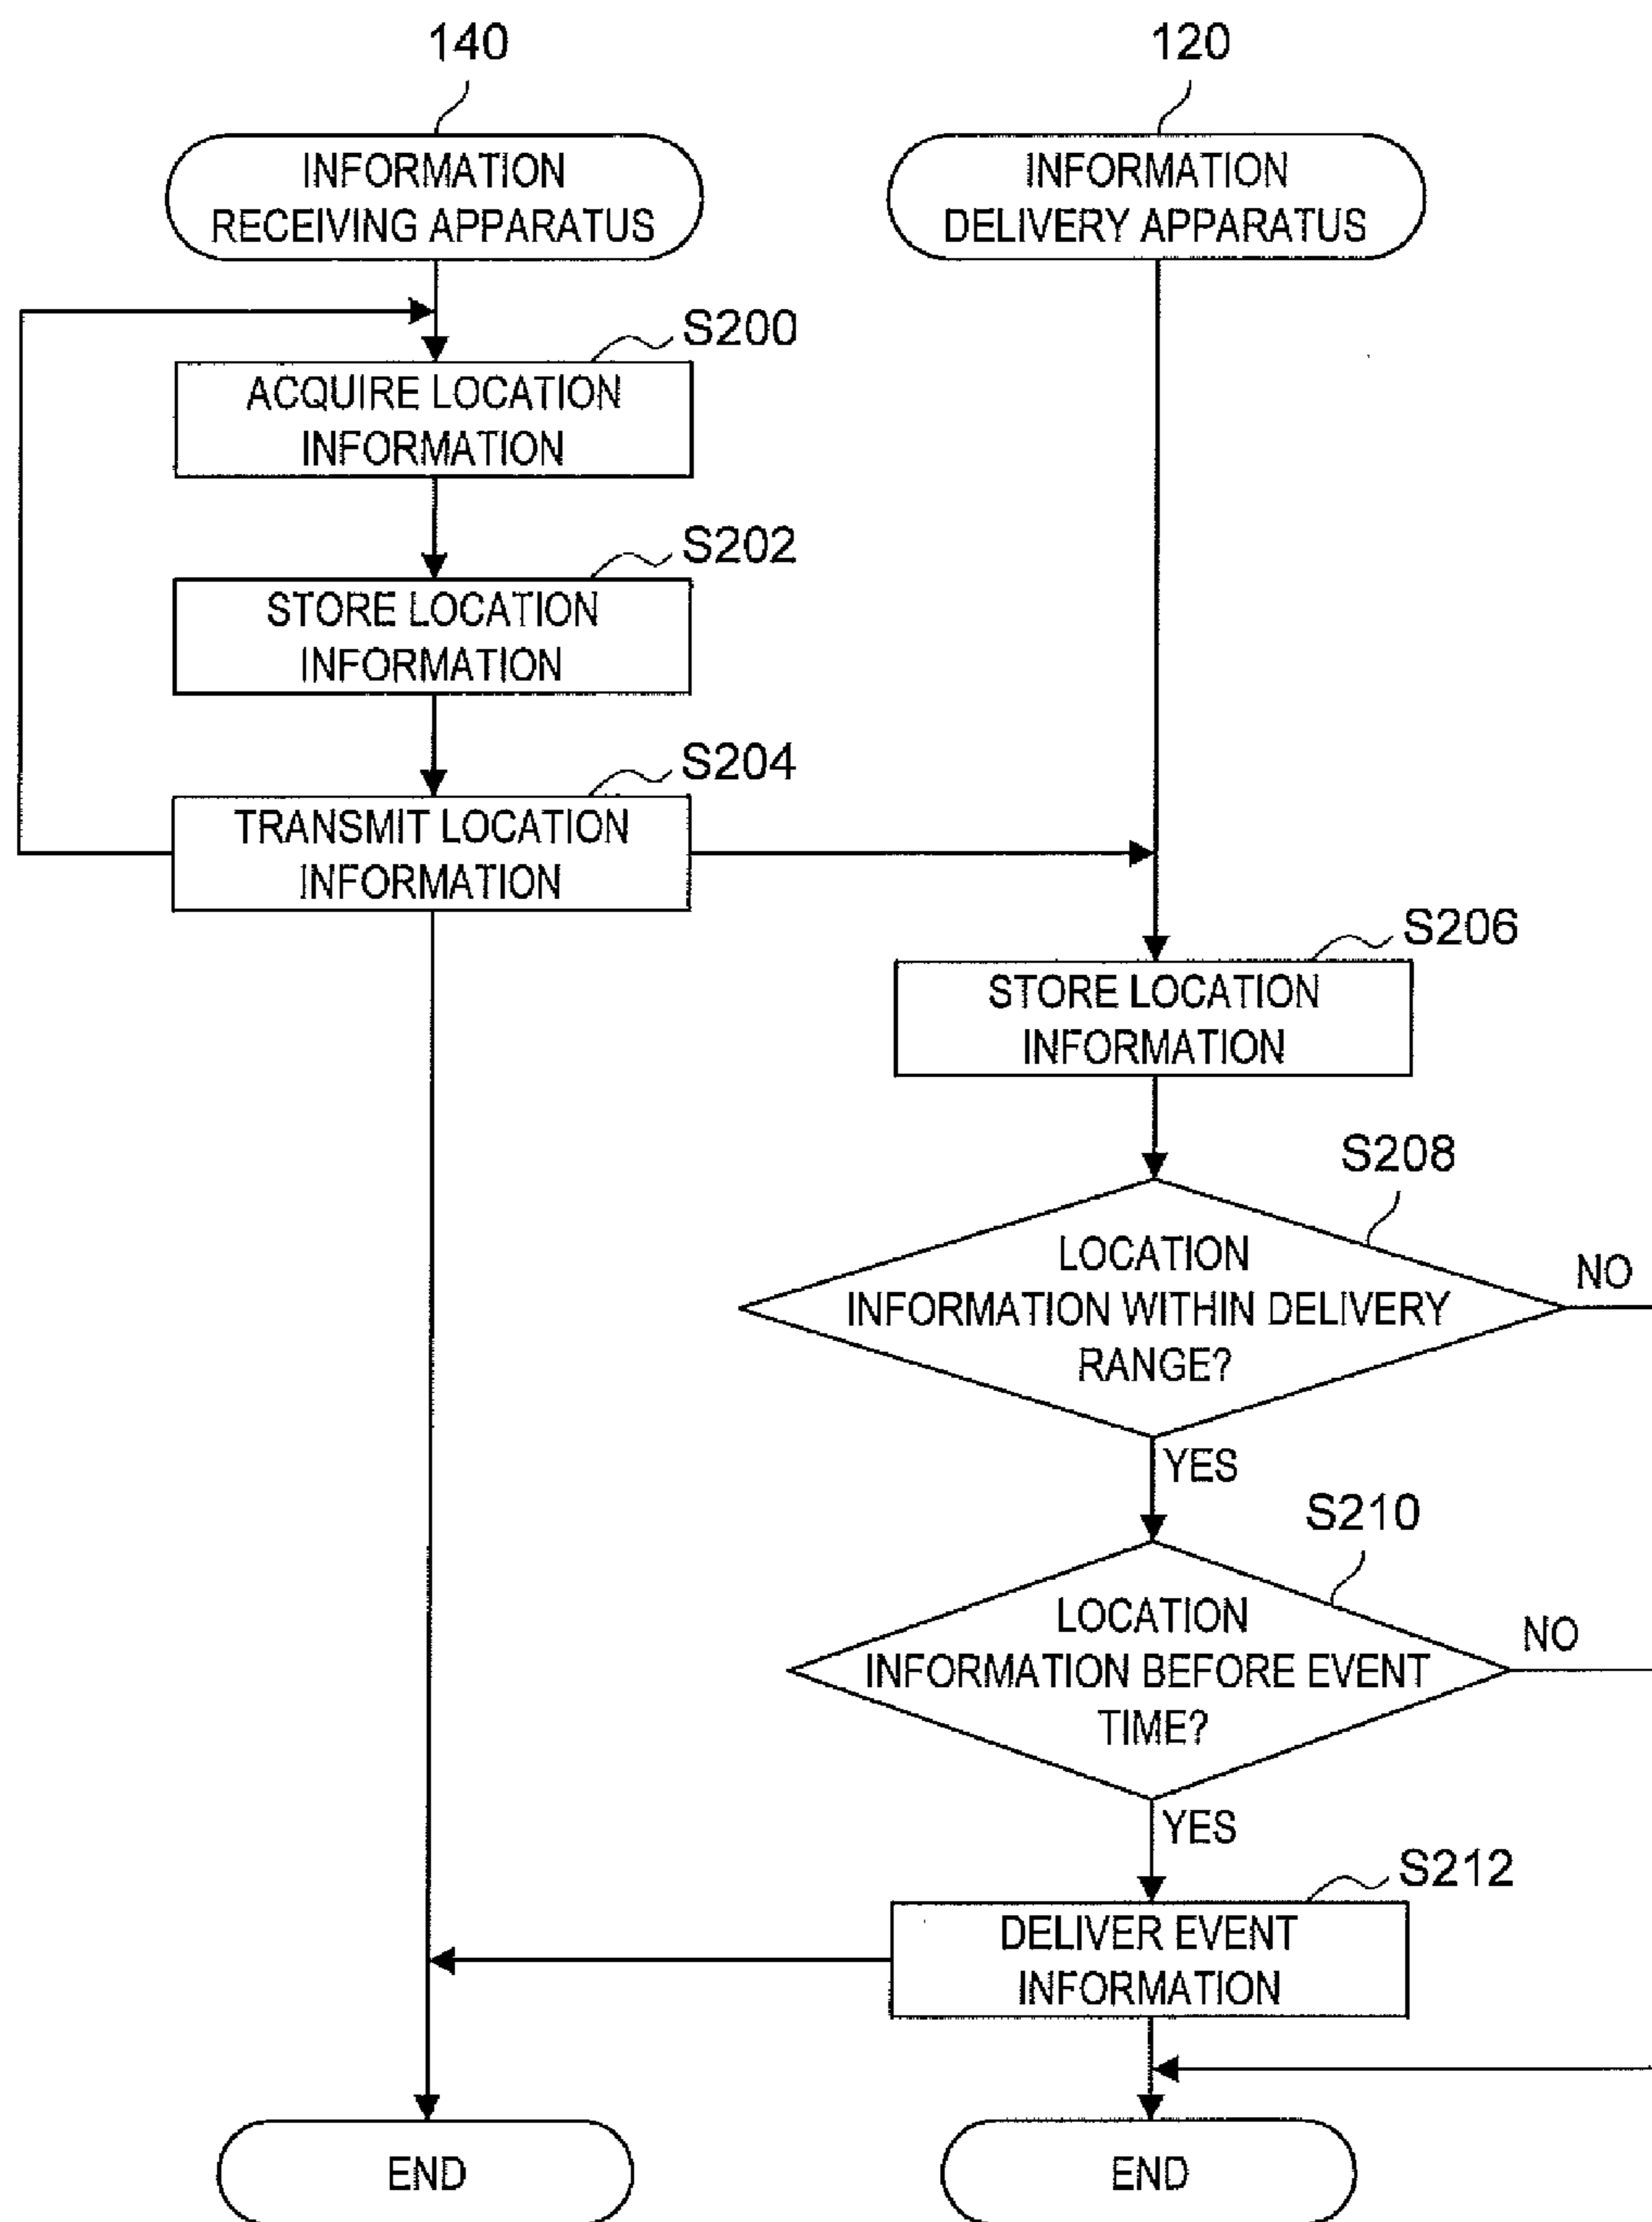 140
120
INFORMATION
RECEIVING APPARATUS
INFORMATION
DELIVERY APPARATUS
S200
ACQUIRE LOCATION
INFORMATION
S202
STORE LOCATION
INFORMATION
S204
TRANSMIT LOCATION
INFORMATION
S206
STORE LOCATION
INFORMATION
S208
LOCATION
INFORMATION WITHIN DELIVERY
RANGE?
NO
YES
S210
LOCATION
INFORMATION BEFORE EVENT
TIME?
NO
YES
S212
DELIVER EVENT
INFORMATION
END
END